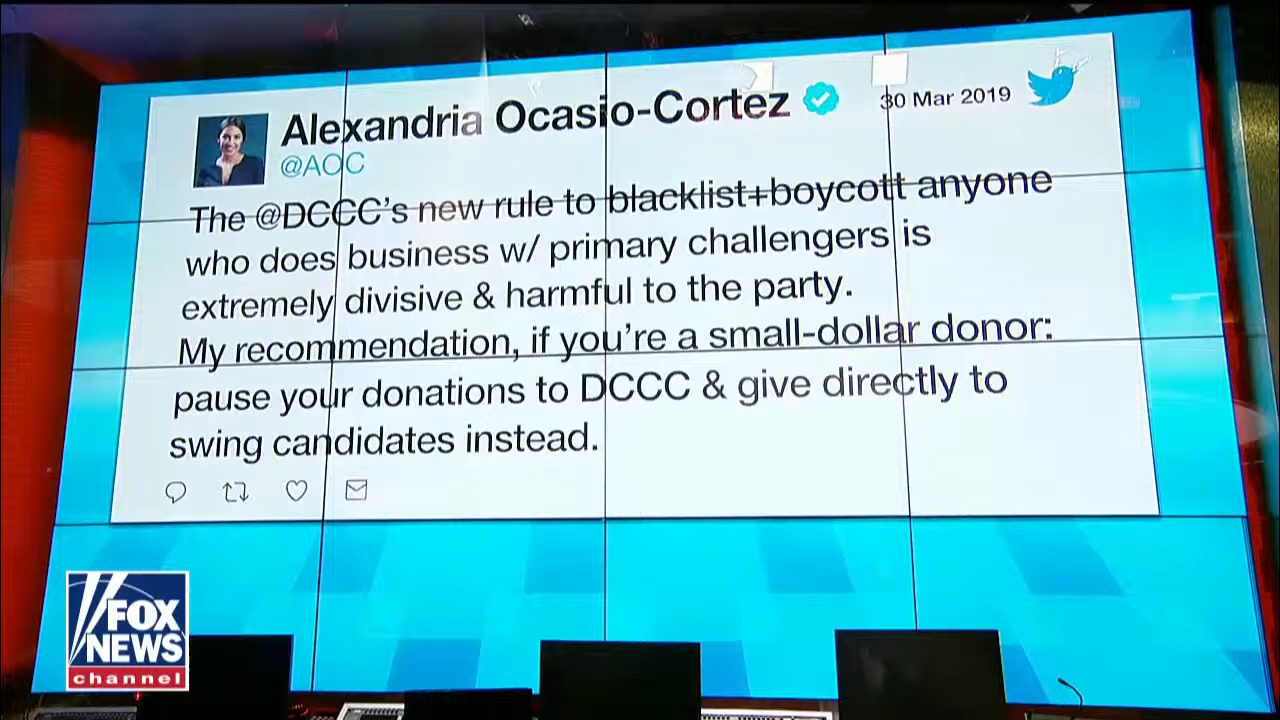 Alexandria Ocasio-Cortez
30 Mar 2019
@AOC
The @DCCC's new rule to blacklist+boycott anyone
who does business w/ primary challengers is
extremely divisive & harmful to the party.
My recommendation, if you're a small-dollar donor:
pause your donations to DCCC & give directly to
swing candidates instead.
FOX
NEWS
channel